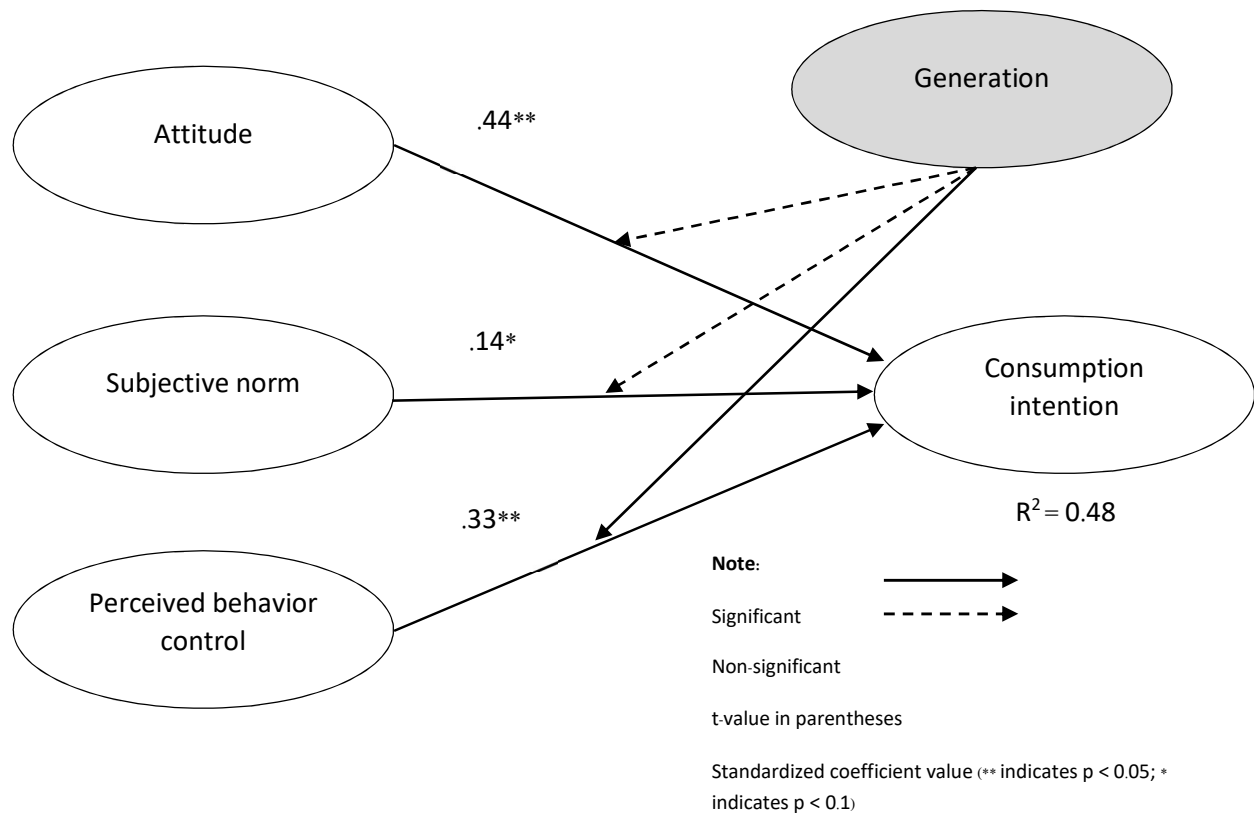 Generation
Attitude
.44**
Subjective norm
.14*
Consumption
intention
R² = 0.48
Perceived behavior
control
.33**
Note:
Significant
Non-significant
t-value in parentheses
Standardized coefficient value (** indicates p < 0.05; *
indicates p < 0.1)